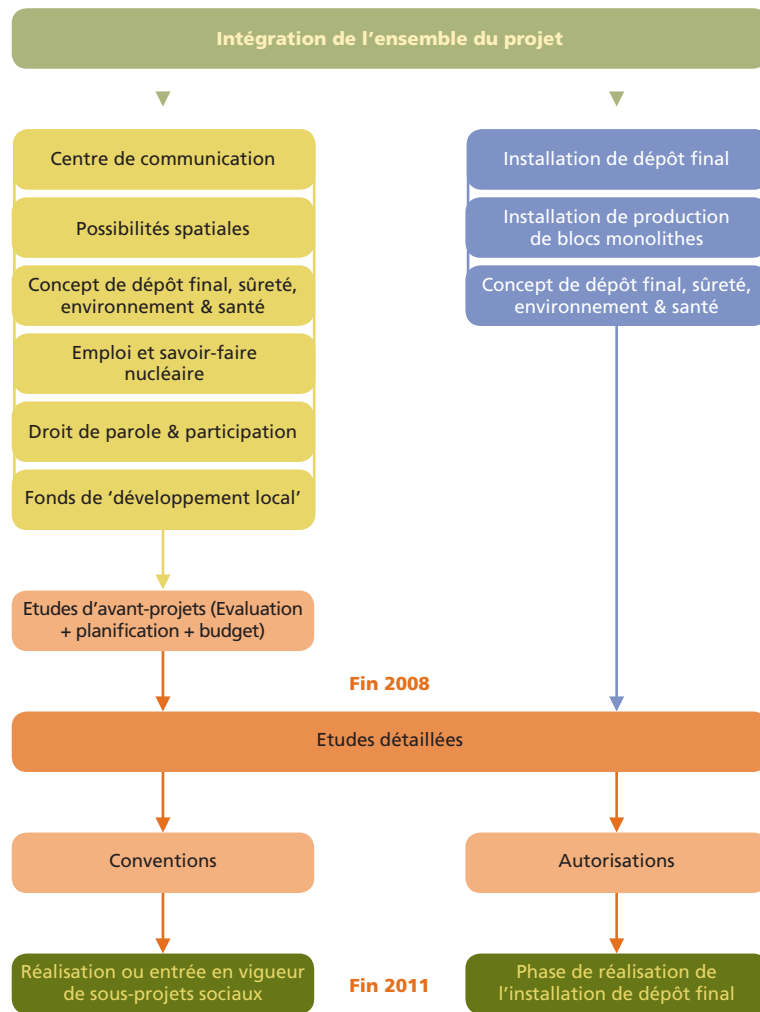 Intégration de l'ensemble du projet
Centre de communication
Possibilités spatiales
Concept de dépôt final, sûreté,
environnement & santé
Emploi et savoir-faire
nucléaire
Droit de parole & participation
Fonds de ‘développement local’
Installation de dépôt final
Installation de production
de blocs monolithes
Concept de dépôt final, sûreté,
environnement & santé
Etudes d'avant-projets (Evaluation
+ planification + budget)
Fin 2008
Etudes détaillées
Conventions
Autorisations
Réalisation ou entrée en vigueur
de sous-projets sociaux
Fin 2011
Phase de réalisation de
l'installation de dépôt final